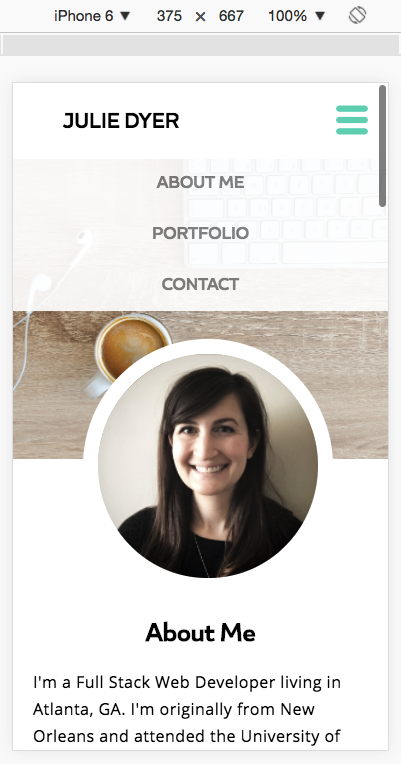 iPhone 6 ▼ 375 × 667 100% ▼
JULIE DYER
ABOUT ME
PORTFOLIO
CONTACT
About Me
I'm a Full Stack Web Developer living in
Atlanta, GA. I'm originally from New
Orleans and attended the University of